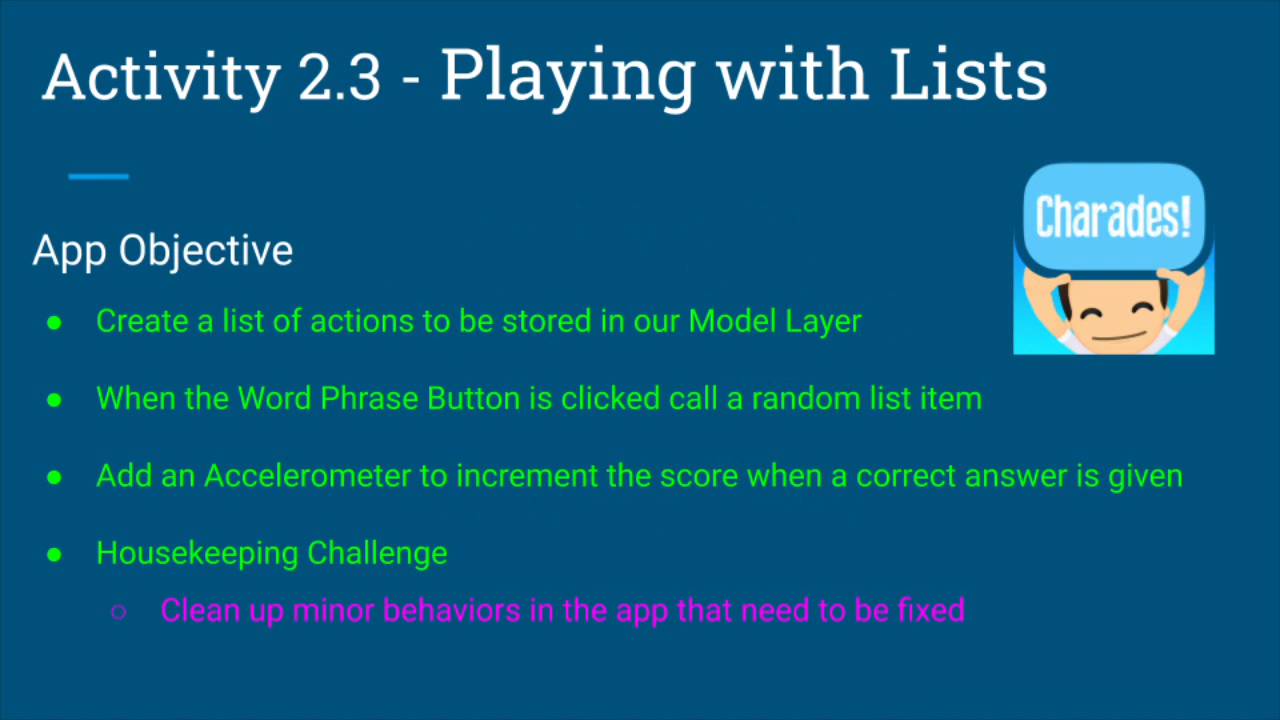 Activity 2.3 - Playing with Lists
Charades!
App Objective
● Create a list of actions to be stored in our Model Layer
● When the Word Phrase Button is clicked call a random list item
● Add an Accelerometer to increment the score when a correct answer is given
● Housekeeping Challenge
○ Clean up minor behaviors in the app that need to be fixed